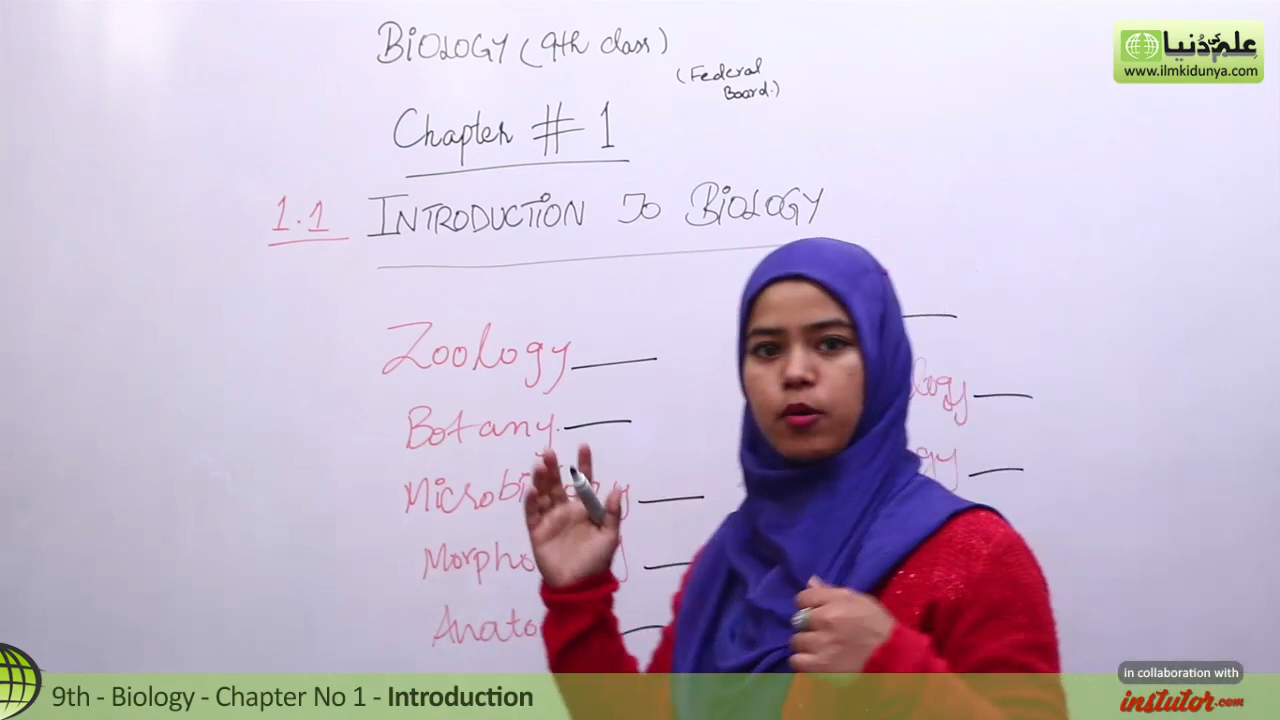 BIOLOGY (9th class)
(Federal Board.)
Chapter # 1
1.1 INTRODUCTION TO BIOLOGY
Zoology
Botany.
علم کی دُنیا
www.ilmkidunya.com
9th - Biology - Chapter No 1 - Introduction
in collaboration with
instutor.com